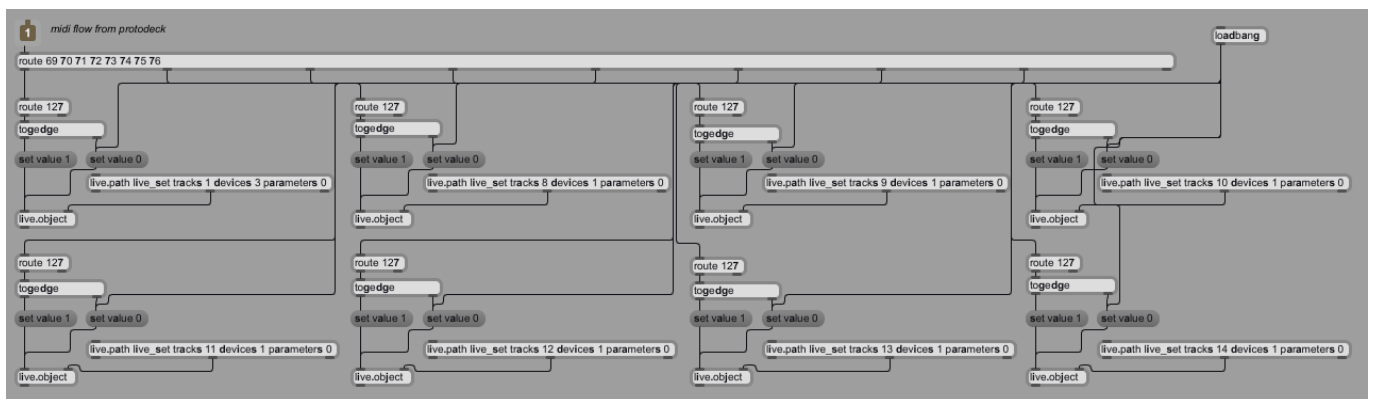 1 midi flow from protodeck
loadbang
route 69 70 71 72 73 74 75 76
route 127 route 127 route 127 route 127
togedge togedge togedge togedge
set value 1 set value 0 set value 1 set value 0 set value 1 set value 0 set value 1 set value 0
live.path live_set tracks 1 devices 3 parameters 0 live.path live_set tracks 8 devices 1 parameters 0 live.path live_set tracks 9 devices 1 parameters 0 live.path live_set tracks 10 devices 1 parameters 0
live.object live.object live.object live.object
route 127 route 127 route 127 route 127
togedge togedge togedge togedge
set value 1 set value 0 set value 1 set value 0 set value 1 set value 0 set value 1 set value 0
live.path live_set tracks 11 devices 1 parameters 0 live.path live_set tracks 12 devices 1 parameters 0 live.path live_set tracks 13 devices 1 parameters 0 live.path live_set tracks 14 devices 1 parameters 0
live.object live.object live.object live.object